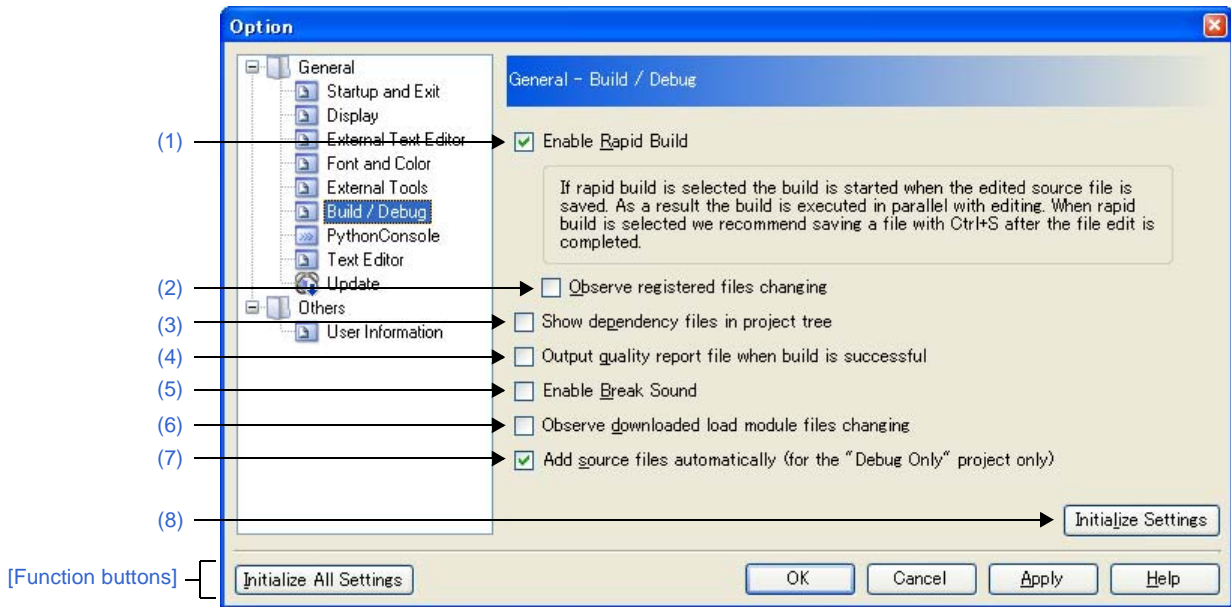 Option
General
Startup and Exit
Display
External Text Editor
Font and Color
External Tools
Build / Debug
PythonConsole
Text Editor
Update
Others
User Information
General - Build / Debug
(1)
Enable Rapid Build
If rapid build is selected the build is started when the edited source file is
saved. As a result the build is executed in parallel with editing. When rapid
build is selected we recommend saving a file with Ctrl+S after the file edit is
completed.
(2)
Observe registered files changing
(3)
Show dependency files in project tree
(4)
Output quality report file when build is successful
(5)
Enable Break Sound
(6)
Observe downloaded load module files changing
(7)
Add source files automatically (for the "Debug Only" project only)
(8)
Initialize Settings
[Function buttons]
Initialize All Settings
OK
Cancel
Apply
Help